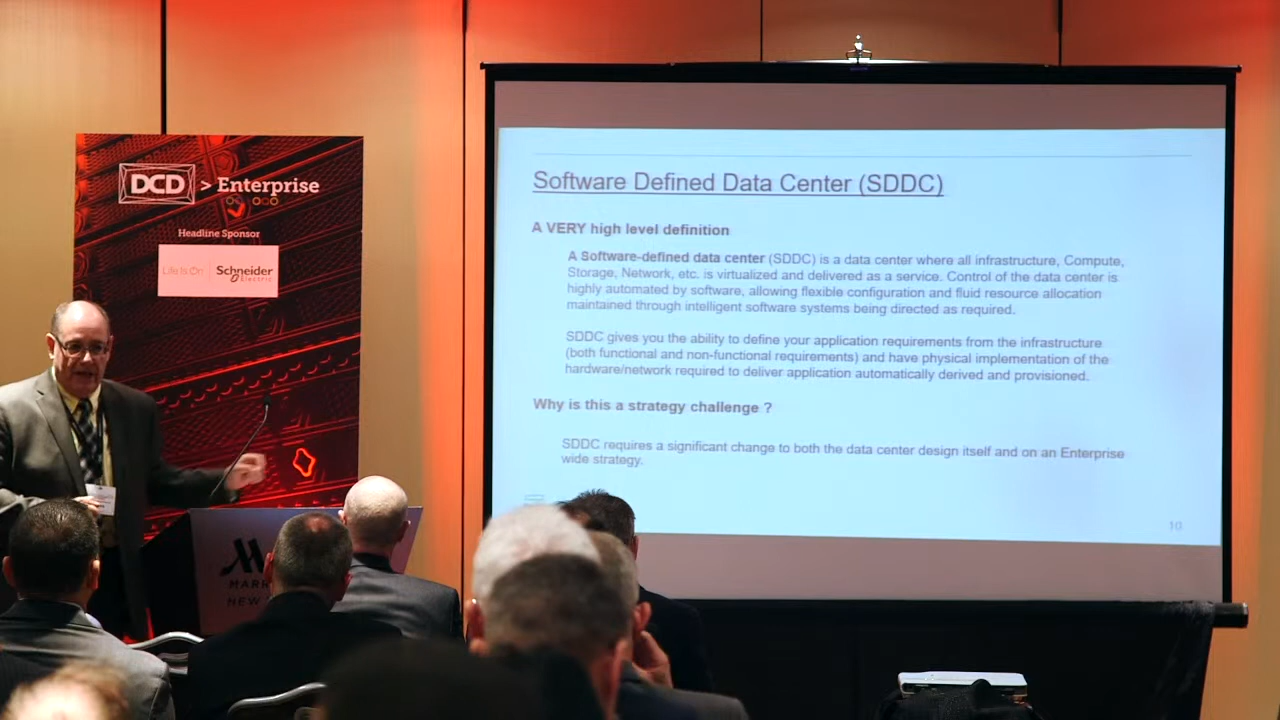 DCD > Enterprise
Headline Sponsor
Life Is On Schneider
Electric
Software Defined Data Center (SDDC)
A VERY high level definition
A Software-defined data center (SDDC) is a data center where all infrastructure, Compute,
Storage, Network, etc. is virtualized and delivered as a service. Control of the data center is
highly automated by software, allowing flexible configuration and fluid resource allocation
maintained through intelligent software systems being directed as required.
SDDC gives you the ability to define your application requirements from the infrastructure
(both functional and non-functional requirements) and have physical implementation of the
hardware/network required to deliver application automatically derived and provisioned.
Why is this a strategy challenge ?
SDDC requires a significant change to both the data center design itself and on an Enterprise
wide strategy.
10
NEW